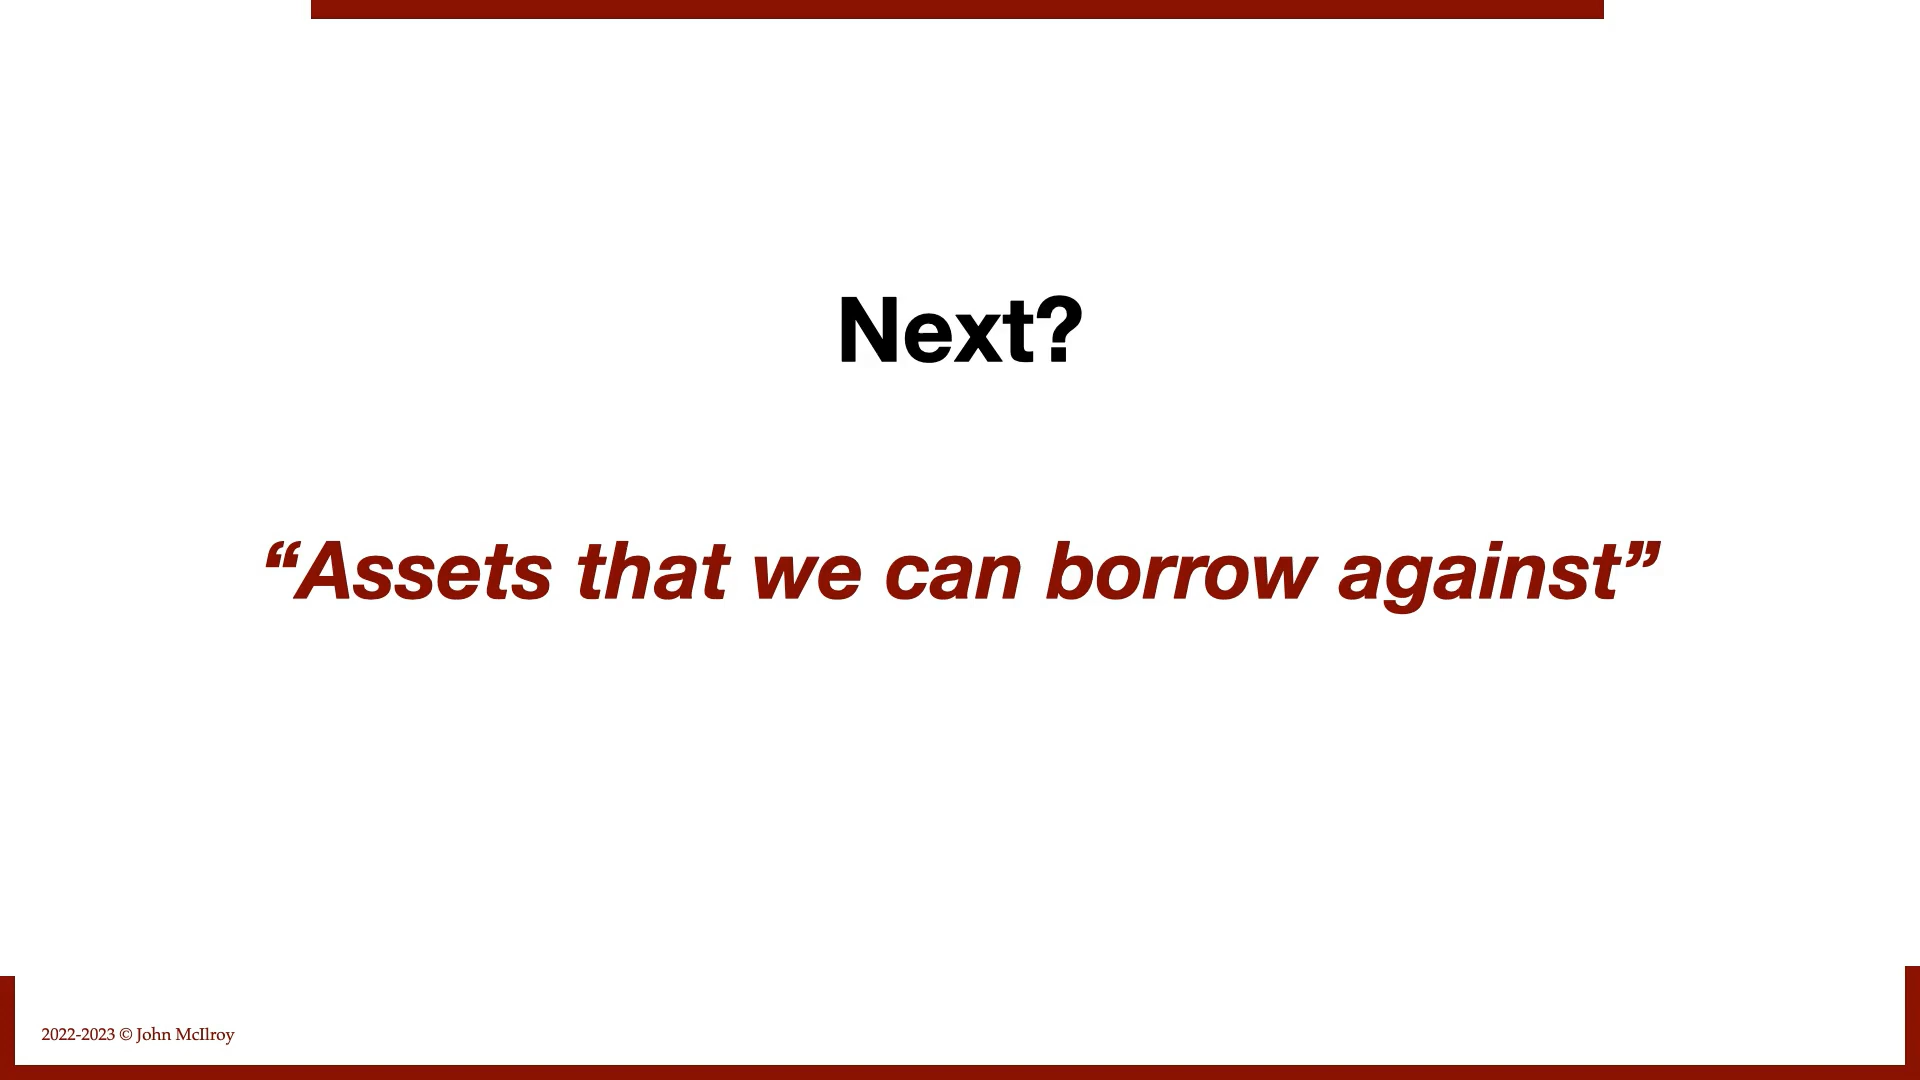 Next?
“Assets that we can borrow against”
2022-2023 © John McIlroy